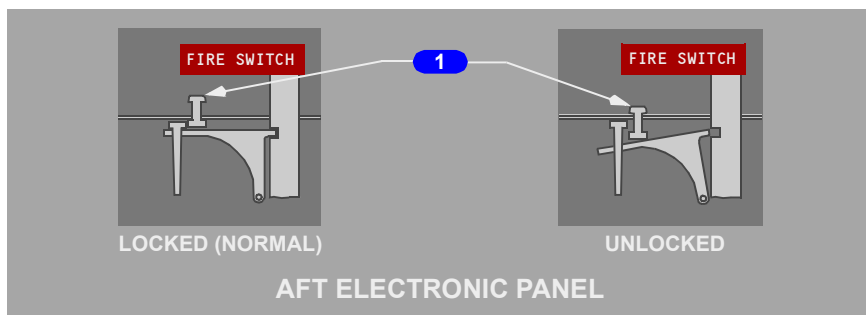 FIRE SWITCH
1
FIRE SWITCH
LOCKED (NORMAL)
UNLOCKED
AFT ELECTRONIC PANEL